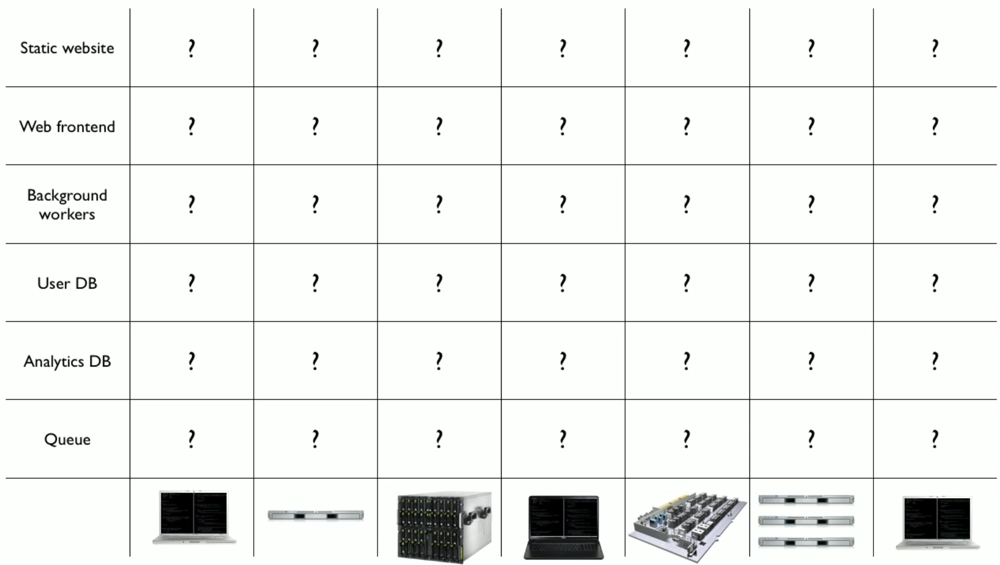 Static website ? ? ? ? ? ? ?
Web frontend ? ? ? ? ? ? ?
Background
workers ? ? ? ? ? ? ?
User DB ? ? ? ? ? ? ?
Analytics DB ? ? ? ? ? ? ?
Queue ? ? ? ? ? ? ?